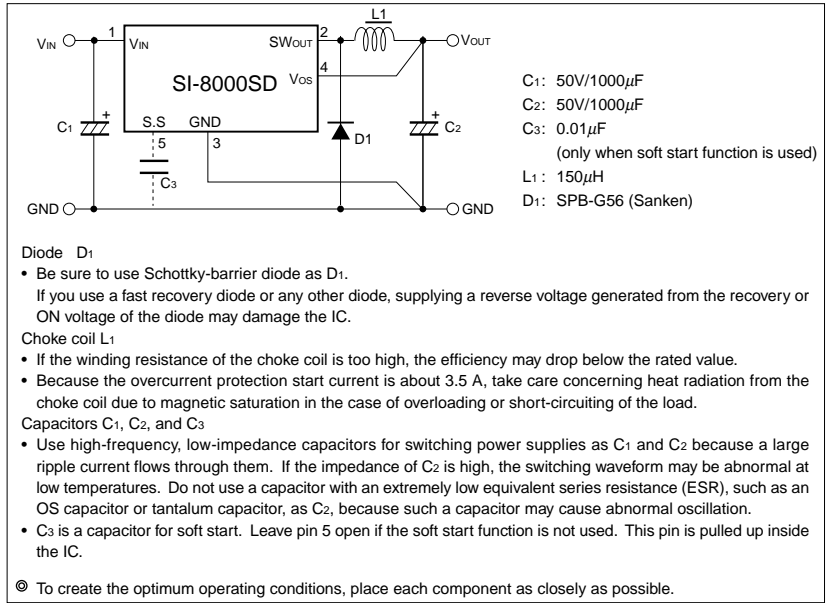 L1
VIN 1 VIN SWOUT 2 VOUT
4
VOS
SI-8000SD
C1 + S.S GND + C2
5 3 D1
C3
GND GND
C1: 50V/1000μF
C2: 50V/1000μF
C3: 0.01μF
(only when soft start function is used)
L1: 150μH
D1: SPB-G56 (Sanken)
Diode D1
• Be sure to use Schottky-barrier diode as D1.
If you use a fast recovery diode or any other diode, supplying a reverse voltage generated from the recovery or
ON voltage of the diode may damage the IC.
Choke coil L1
• If the winding resistance of the choke coil is too high, the efficiency may drop below the rated value.
• Because the overcurrent protection start current is about 3.5 A, take care concerning heat radiation from the
choke coil due to magnetic saturation in the case of overloading or short-circuiting of the load.
Capacitors C1, C2, and C3
• Use high-frequency, low-impedance capacitors for switching power supplies as C1 and C2 because a large
ripple current flows through them. If the impedance of C2 is high, the switching waveform may be abnormal at
low temperatures. Do not use a capacitor with an extremely low equivalent series resistance (ESR), such as an
OS capacitor or tantalum capacitor, as C2, because such a capacitor may cause abnormal oscillation.
• C3 is a capacitor for soft start. Leave pin 5 open if the soft start function is not used. This pin is pulled up inside
the IC.
◎ To create the optimum operating conditions, place each component as closely as possible.